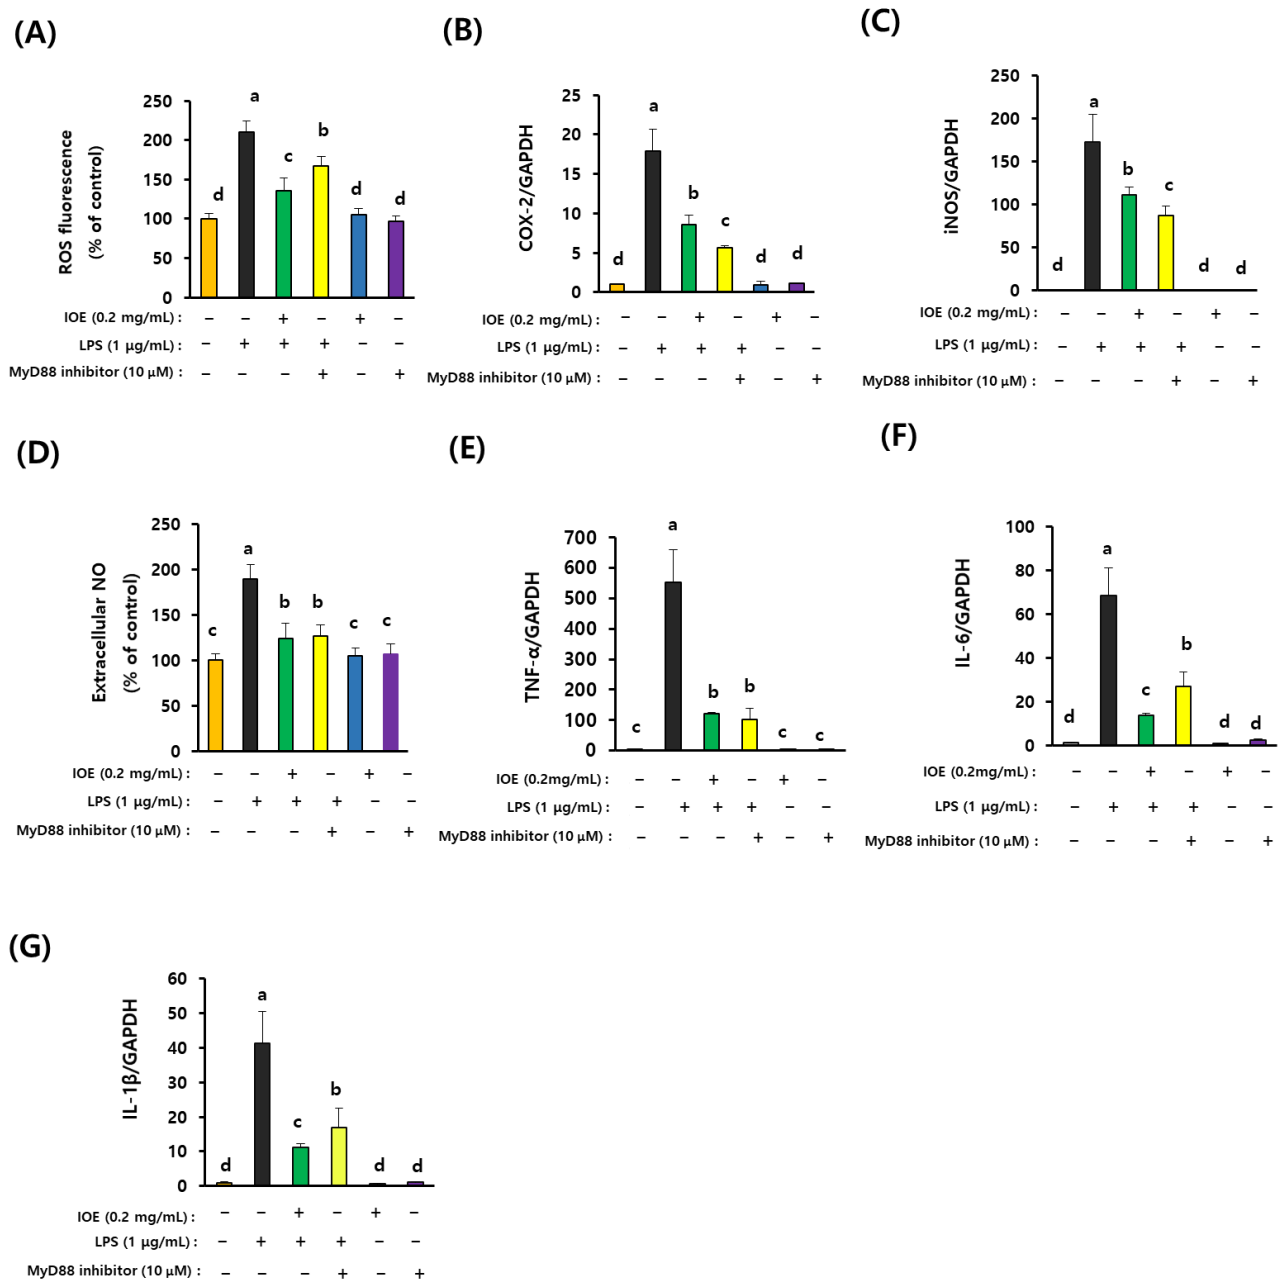 (A)
250
200
150
100
50
0
ROS fluorescence
(% of control)
d a c b d d
IOE (0.2 mg/mL) : – – + – + –
LPS (1 μg/mL) : – + + + – –
MyD88 inhibitor (10 μM) : – – – + – +
(B)
25
20
15
10
5
0
COX-2/GAPDH
d a b c d d
IOE (0.2 mg/mL) : – – + – + –
LPS (1 μg/mL) : – + + + – –
MyD88 inhibitor (10 μM) : – – – + – +
(C)
250
200
150
100
50
0
iNOS/GAPDH
d a b c d d
IOE (0.2 mg/mL) : – – + – + –
LPS (1 μg/mL) : – + + + – –
MyD88 inhibitor (10 μM) : – – – + – +
(D)
250
200
150
100
50
0
Extracellular NO
(% of control)
c a b b c c
IOE (0.2 mg/mL) : – – + – + –
LPS (1 μg/mL) : – + + + – –
MyD88 inhibitor (10 μM) : – – – + – +
(E)
700
600
500
400
300
200
100
0
TNF-α/GAPDH
c a b b c c
IOE (0.2mg/mL) : – – + – + –
LPS (1 μg/mL) : – + + + – –
MyD88 inhibitor (10 μM) : – – – + – +
(F)
100
80
60
40
20
0
IL-6/GAPDH
d a c b d d
IOE (0.2mg/mL) : – – + – + –
LPS (1 μg/mL) : – + + + – –
MyD88 inhibitor (10 μM) : – – – + – +
(G)
60
50
40
30
20
10
0
IL-1β/GAPDH
d a c b d d
IOE (0.2 mg/mL) : – – + – + –
LPS (1 μg/mL) : – + + + – –
MyD88 inhibitor (10 μM) : – – – + – +